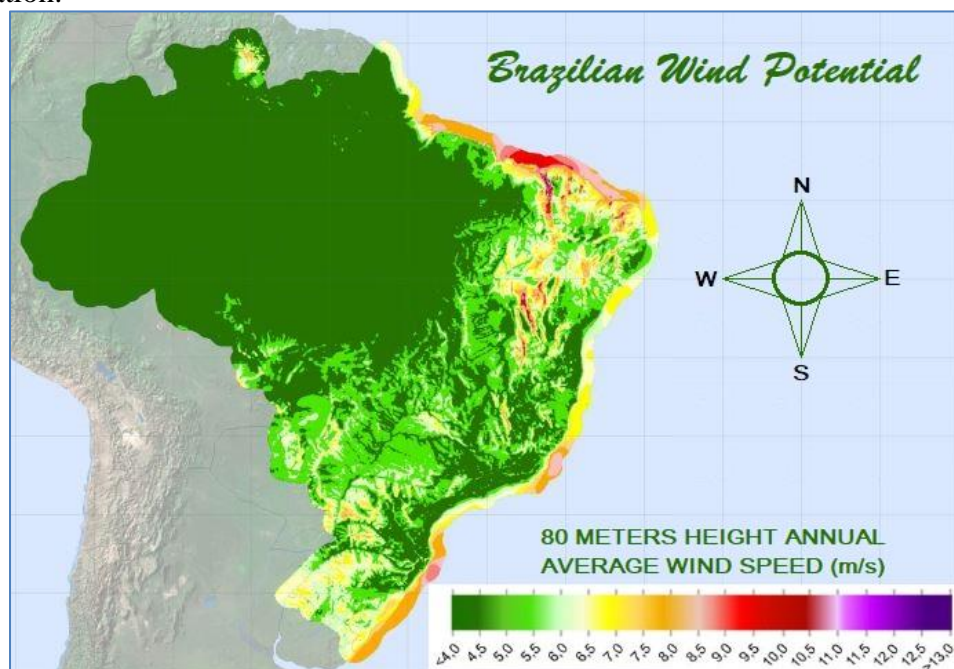 ation.
Brazilian Wind Potential
N
W E
S
80 METERS HEIGHT ANNUAL
AVERAGE WIND SPEED (m/s)
<4,0 4,5 5,0 5,5 6,0 6,5 7,0 7,5 8,0 8,5 9,0 9,5 10,0 10,5 11,0 11,5 12,0 12,5 >13,0